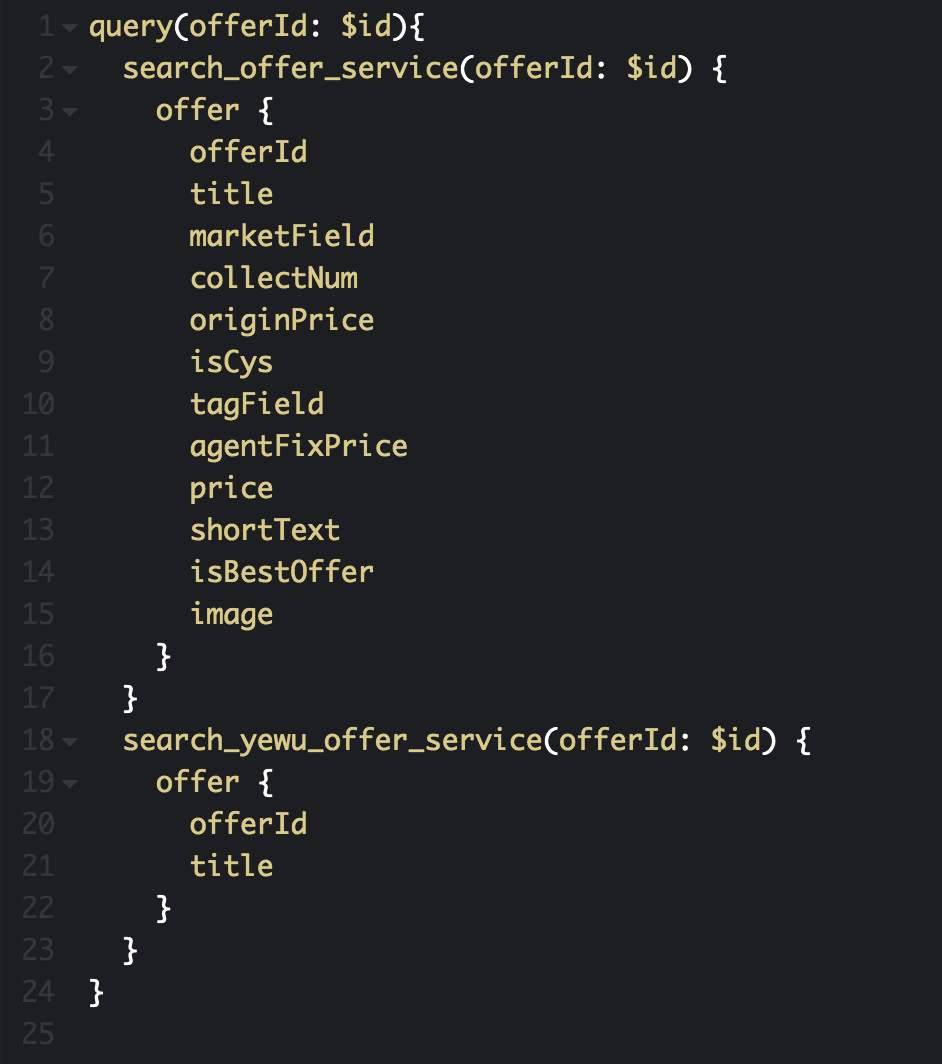 1 query(offerId: $id){
2   search_offer_service(offerId: $id) {
3     offer {
4       offerId
5       title
6       marketField
7       collectNum
8       originPrice
9       isCys
10       tagField
11       agentFixPrice
12       price
13       shortText
14       isBestOffer
15       image
16     }
17   }
18   search_yewu_offer_service(offerId: $id) {
19     offer {
20       offerId
21       title
22     }
23   }
24 }
25